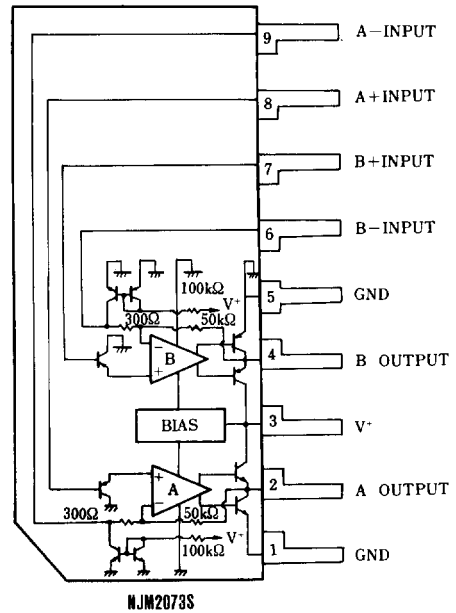 9 A-INPUT
8 A+INPUT
7 B+INPUT
6 B-INPUT
100kΩ
V⁺
5 GND
300Ω 50kΩ
- B +
4 B OUTPUT
BIAS
3 V⁺
+ A -
2 A OUTPUT
300Ω 50kΩ
V⁺
100kΩ
1 GND
NJM2073S